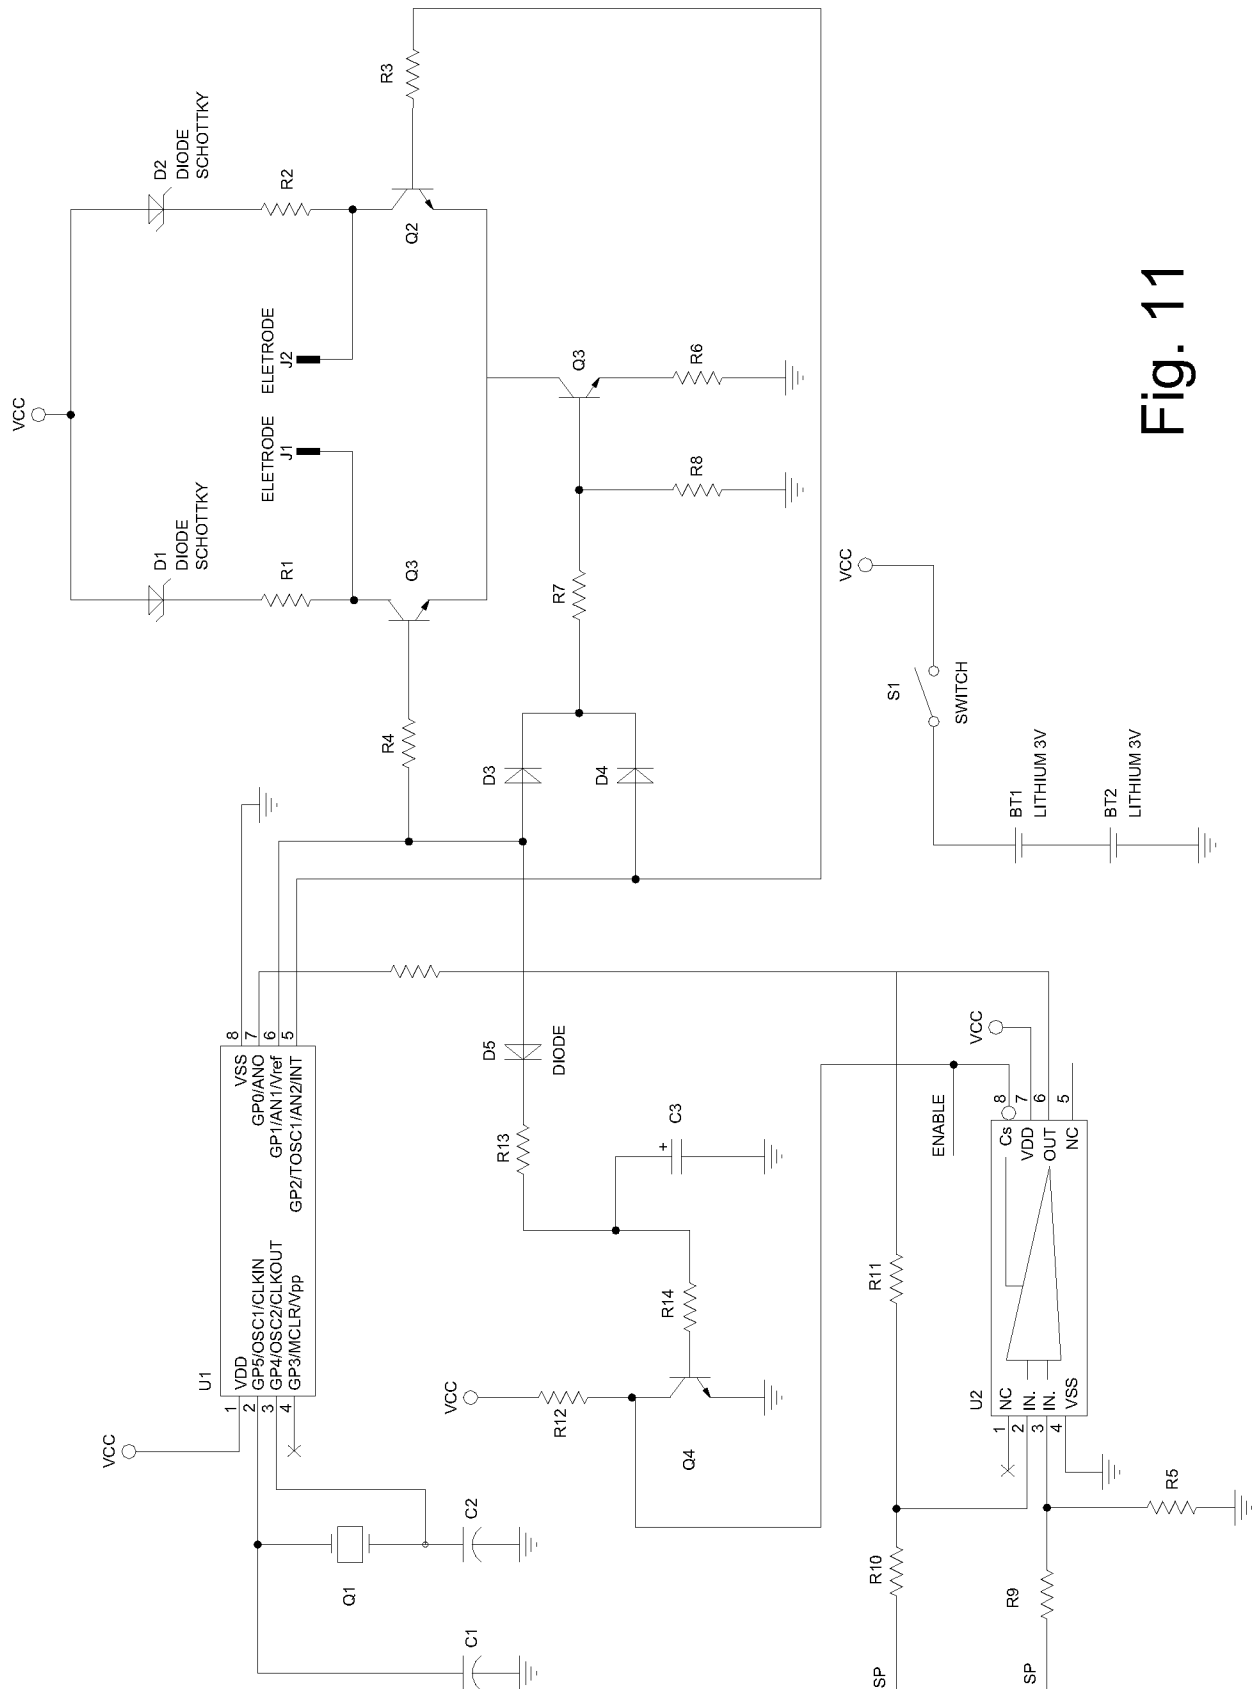 VCC
D1
DIODE
SCHOTTKY
D2
DIODE
SCHOTTKY
R1
R2
ELETRODE
J1
ELETRODE
J2
Q3
Q2
R3
R4
Q3
R6
R8
R7
D3
D4
VCC
U1
1
VDD
2
GP5/OSC1/CLKIN
3
GP4/OSC2/CLKOUT
4
GP3/MCLR/Vpp
VSS
8
GP0/ANO
7
GP1/AN1/Vref
6
GP2/TOSC1/AN2/INT
5
Q1
C1
C2
D5
DIODE
R13
C3
+
R14
VCC
R12
Q4
R11
R10
SP
R9
SP
R5
U2
1
NC
2
IN.
3
IN.
4
VSS
Cs
8
VDD
7
OUT
6
NC
5
ENABLE
VCC
VCC
S1
SWITCH
BT1
LITHIUM 3V
BT2
LITHIUM 3V
Fig. 11